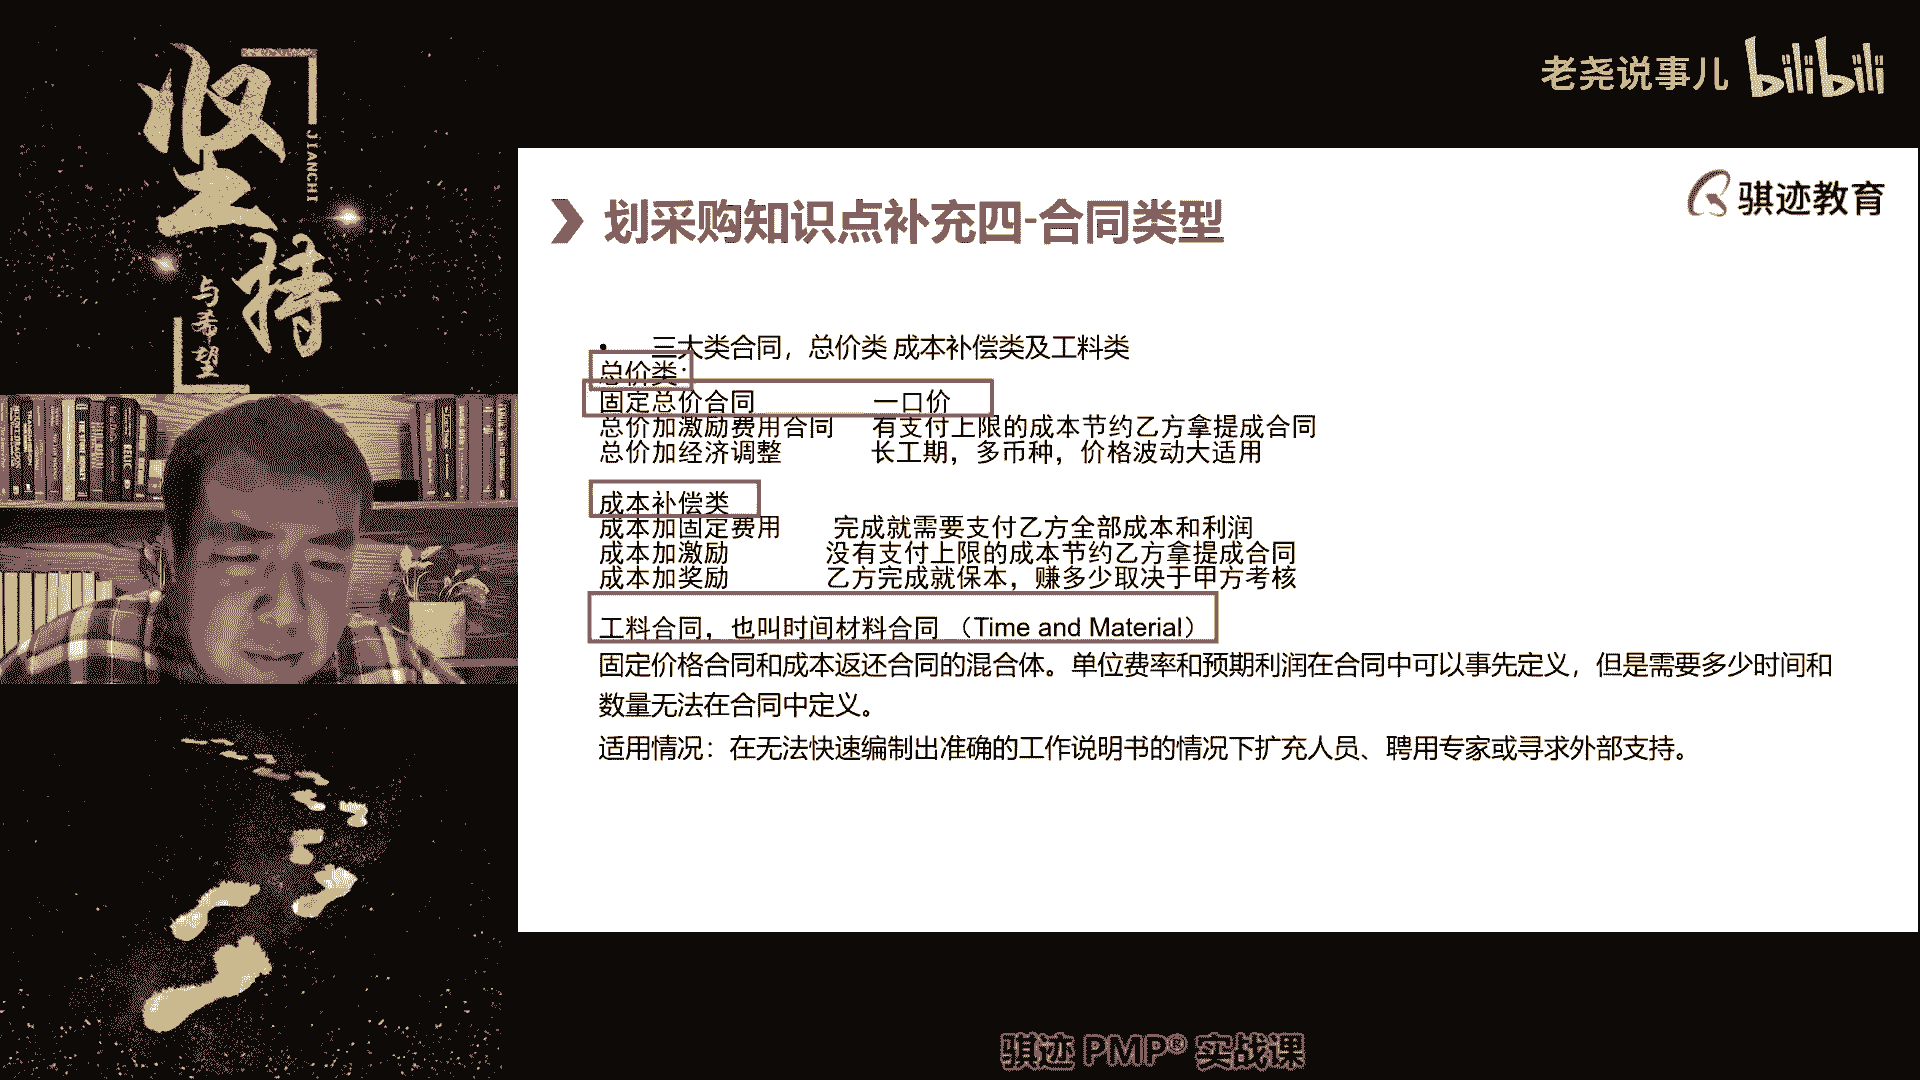 坚持
JIANCHI
与希望
老尧说事儿 bilibili
骐迹教育
划采购知识点补充四-合同类型
• 三大类合同，总价类 成本补偿类及工料类
总价类：
固定总价合同 一口价
总价加激励费用合同 有支付上限的成本节约乙方拿提成合同
总价加经济调整 长工期，多币种，价格波动大适用
成本补偿类
成本加固定费用 完成就需要支付乙方全部成本和利润
成本加激励 没有支付上限的成本节约乙方拿提成合同
成本加奖励 乙方完成就保本，赚多少取决于甲方考核
工料合同，也叫时间材料合同 （Time and Material）
固定价格合同和成本返还合同的混合体。单位费率和预期利润在合同中可以事先定义，但是需要多少时间和
数量无法在合同中定义。
适用情况：在无法快速编制出准确的工作说明书的情况下扩充人员、聘用专家或寻求外部支持。
骐迹 PMP® 实战课